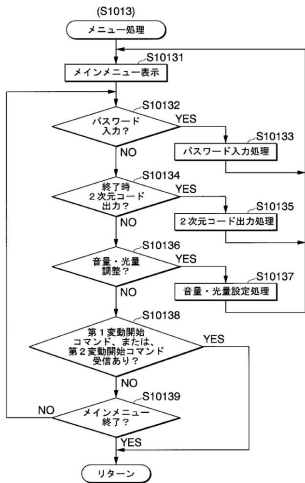 (S1013)
メニュー処理
S10131
メインメニュー表示
S10132
パスワード
入力？
YES
S10133
パスワード入力処理
NO
S10134
終了時
２次元コード
出力？
YES
S10135
２次元コード出力処理
NO
S10136
音量・光量
調整？
YES
S10137
音量・光量設定処理
NO
S10138
第１変動開始
コマンド、または、
第２変動開始コマンド
受信あり？
YES
NO
S10139
メインメニュー
終了？
NO
YES
リターン